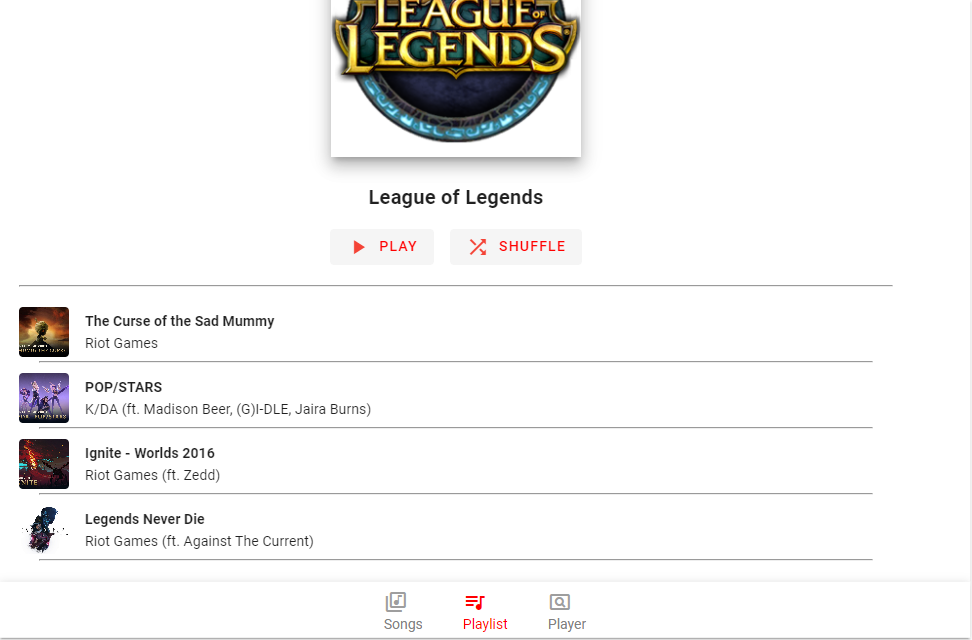 LEAGUE OF
LEGENDS
League of Legends
PLAY
SHUFFLE
The Curse of the Sad Mummy
Riot Games
POP/STARS
K/DA (ft. Madison Beer, (G)I-DLE, Jaira Burns)
Ignite - Worlds 2016
Riot Games (ft. Zedd)
Legends Never Die
Riot Games (ft. Against The Current)
Songs
Playlist
Player